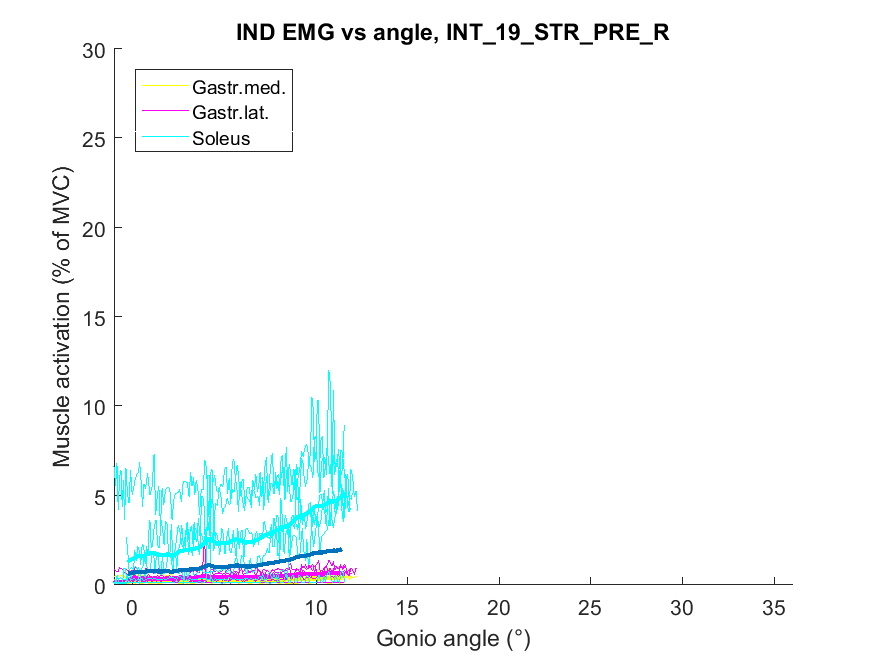 IND EMG vs angle, INT_19_STR_PRE_R
30
25
20
15
10
5
0
Muscle activation (% of MVC)
Gastr.med.
Gastr.lat.
Soleus
0 5 10 15 20 25 30 35
Gonio angle (°)